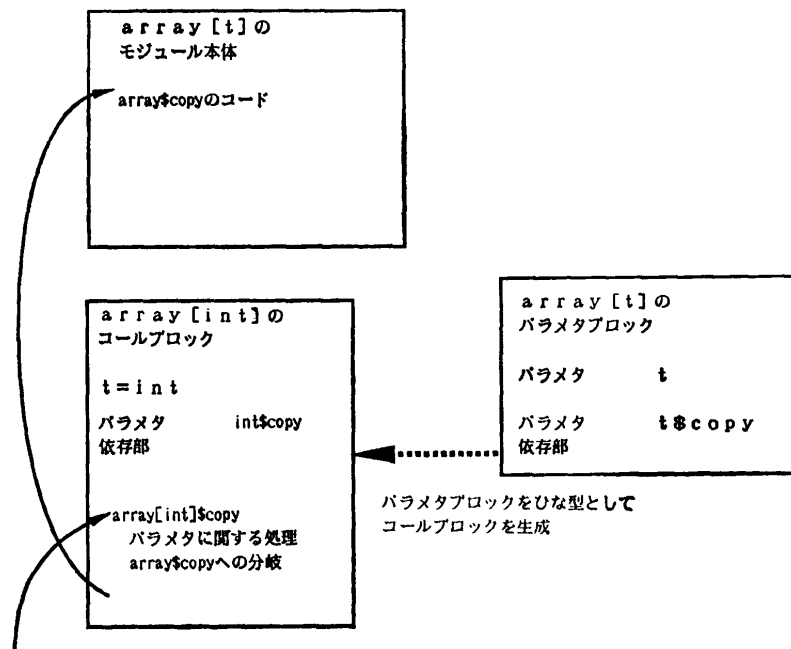 array[t]の
モジュール本体
array$copyのコード
array[int]の
コールブロック
t=int
パラメタ int$copy
依存部
array[int]$copy
パラメタに関する処理
array$copyへの分岐
array[t]の
パラメタブロック
パラメタ t
パラメタ t$copy
依存部
パラメタブロックをひな型として
コールブロックを生成